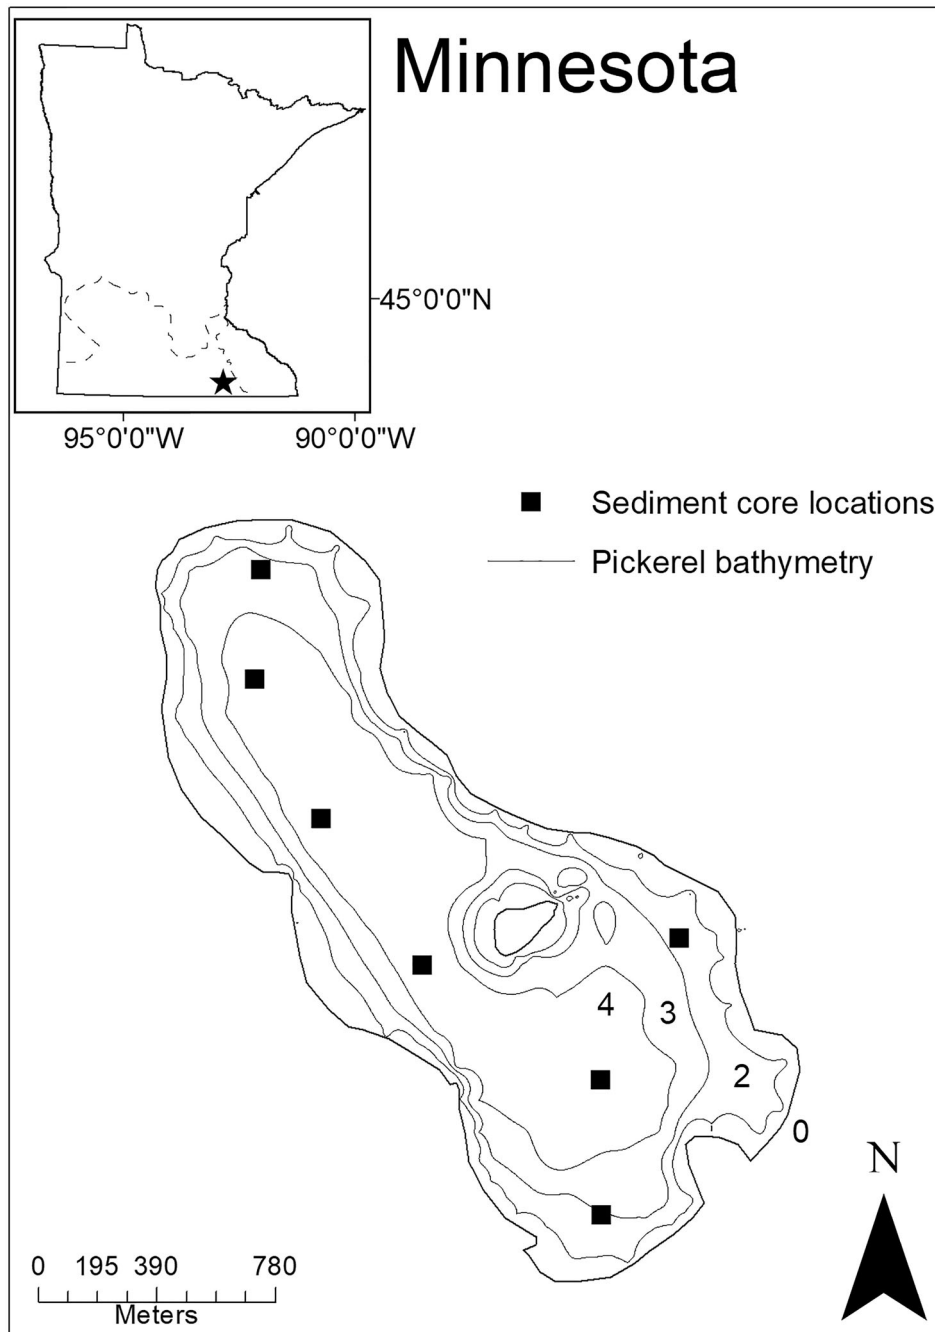 Minnesota
45°0'0"N
95°0'0"W 90°0'0"W
Sediment core locations
Pickerel bathymetry
4
3
2
0
N
0 195 390 780
Meters